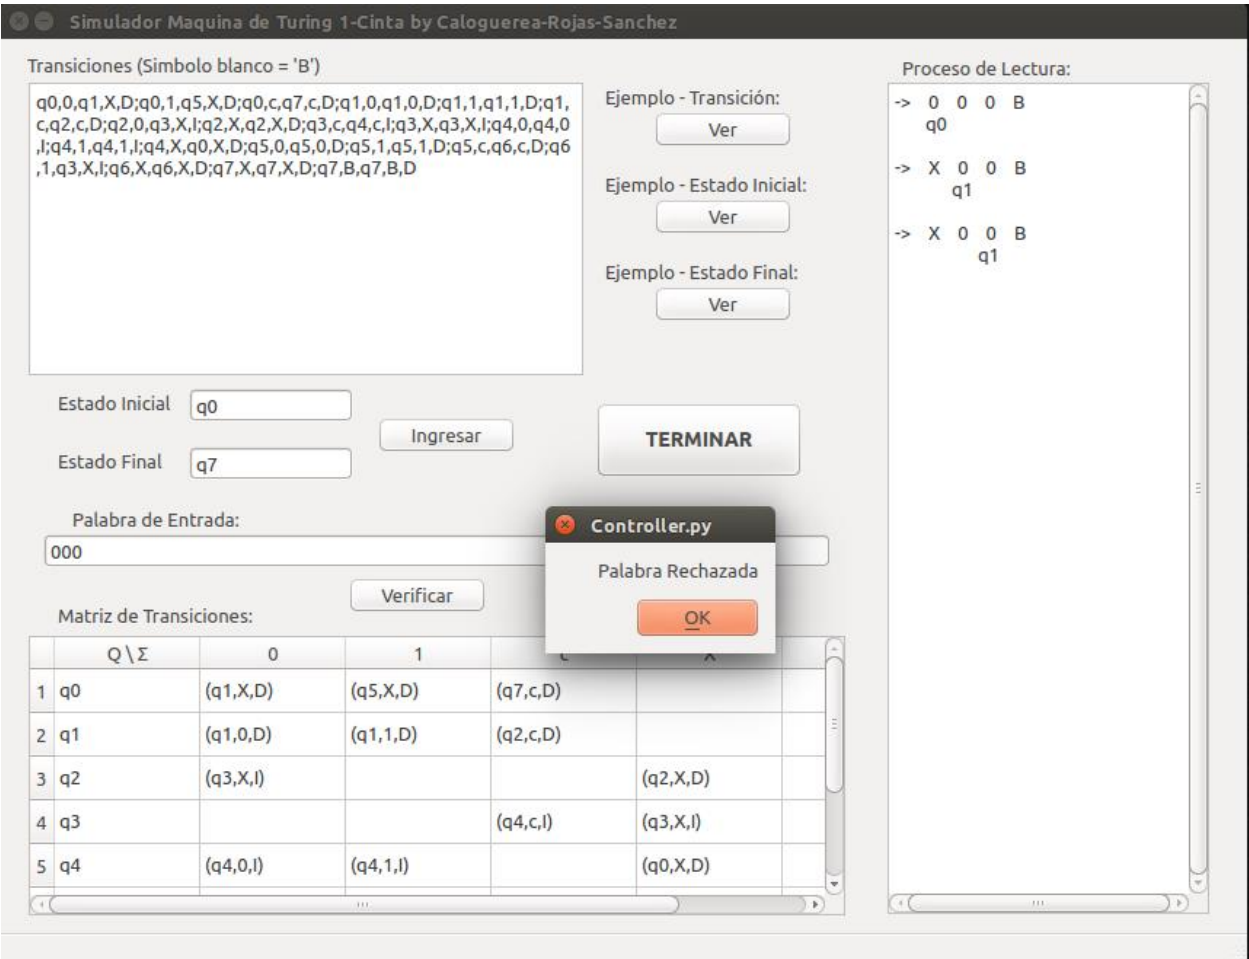 Simulador Maquina de Turing 1-Cinta by Caloguerea-Rojas-Sanchez
Transiciones (Simbolo blanco = 'B')
q0,0,q1,X,D;q0,1,q5,X,D;q0,c,q7,c,D;q1,0,q1,0,D;q1,1,q1,1,D;q1,
c,q2,c,D;q2,0,q3,X,I;q2,X,q2,X,D;q3,c,q4,c,I;q3,X,q3,X,I;q4,0,q4,0
,I;q4,1,q4,1,I;q4,X,q0,X,D;q5,0,q5,0,D;q5,1,q5,1,D;q5,c,q6,c,D;q6
,1,q3,X,I;q6,X,q6,X,D;q7,X,q7,X,D;q7,B,q7,B,D
Ejemplo - Transición:
Ver
Ejemplo - Estado Inicial:
Ver
Ejemplo - Estado Final:
Ver
Proceso de Lectura:
-> 0 0 0 B
q0
-> X 0 0 B
q1
-> X 0 0 B
q1
Estado Inicial q0
Estado Final q7
Ingresar
TERMINAR
Palabra de Entrada:
000
Verificar
Controller.py
Palabra Rechazada
OK
Matriz de Transiciones:
Q\Σ 0 1
1 q0 (q1,X,D) (q5,X,D) (q7,c,D)
2 q1 (q1,0,D) (q1,1,D) (q2,c,D)
3 q2 (q3,X,I) (q2,X,D)
4 q3 (q4,c,I) (q3,X,I)
5 q4 (q4,0,I) (q4,1,I) (q0,X,D)